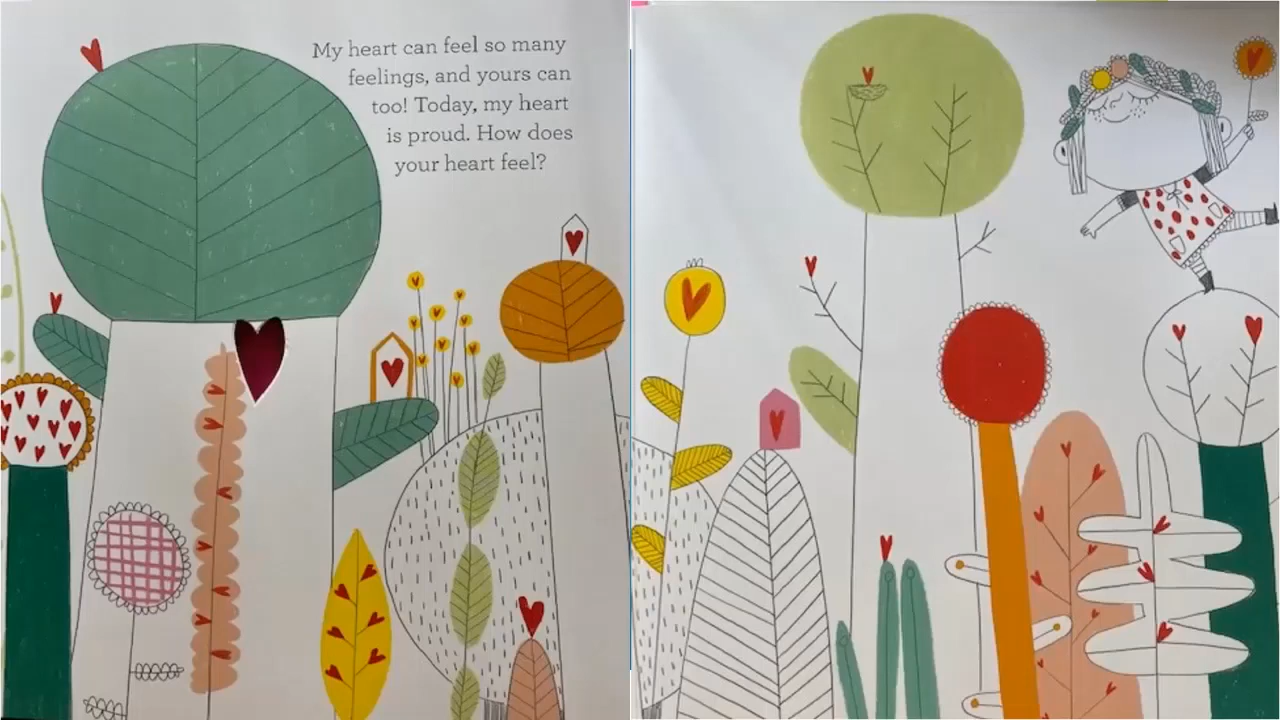 My heart can feel so many
feelings, and yours can
too! Today, my heart
is proud. How does
your heart feel?